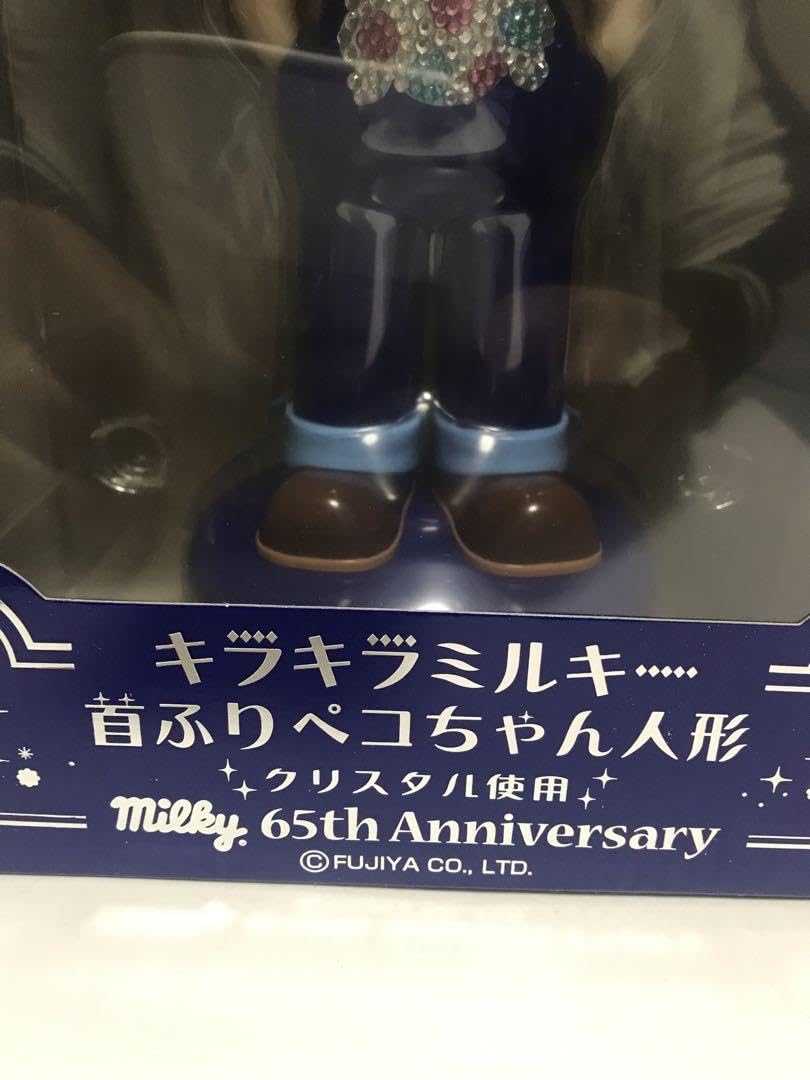 キラキラミルキー
首ふりペコちゃん人形
クリスタル使用
milky. 65th Anniversary
©FUJIYA CO., LTD.